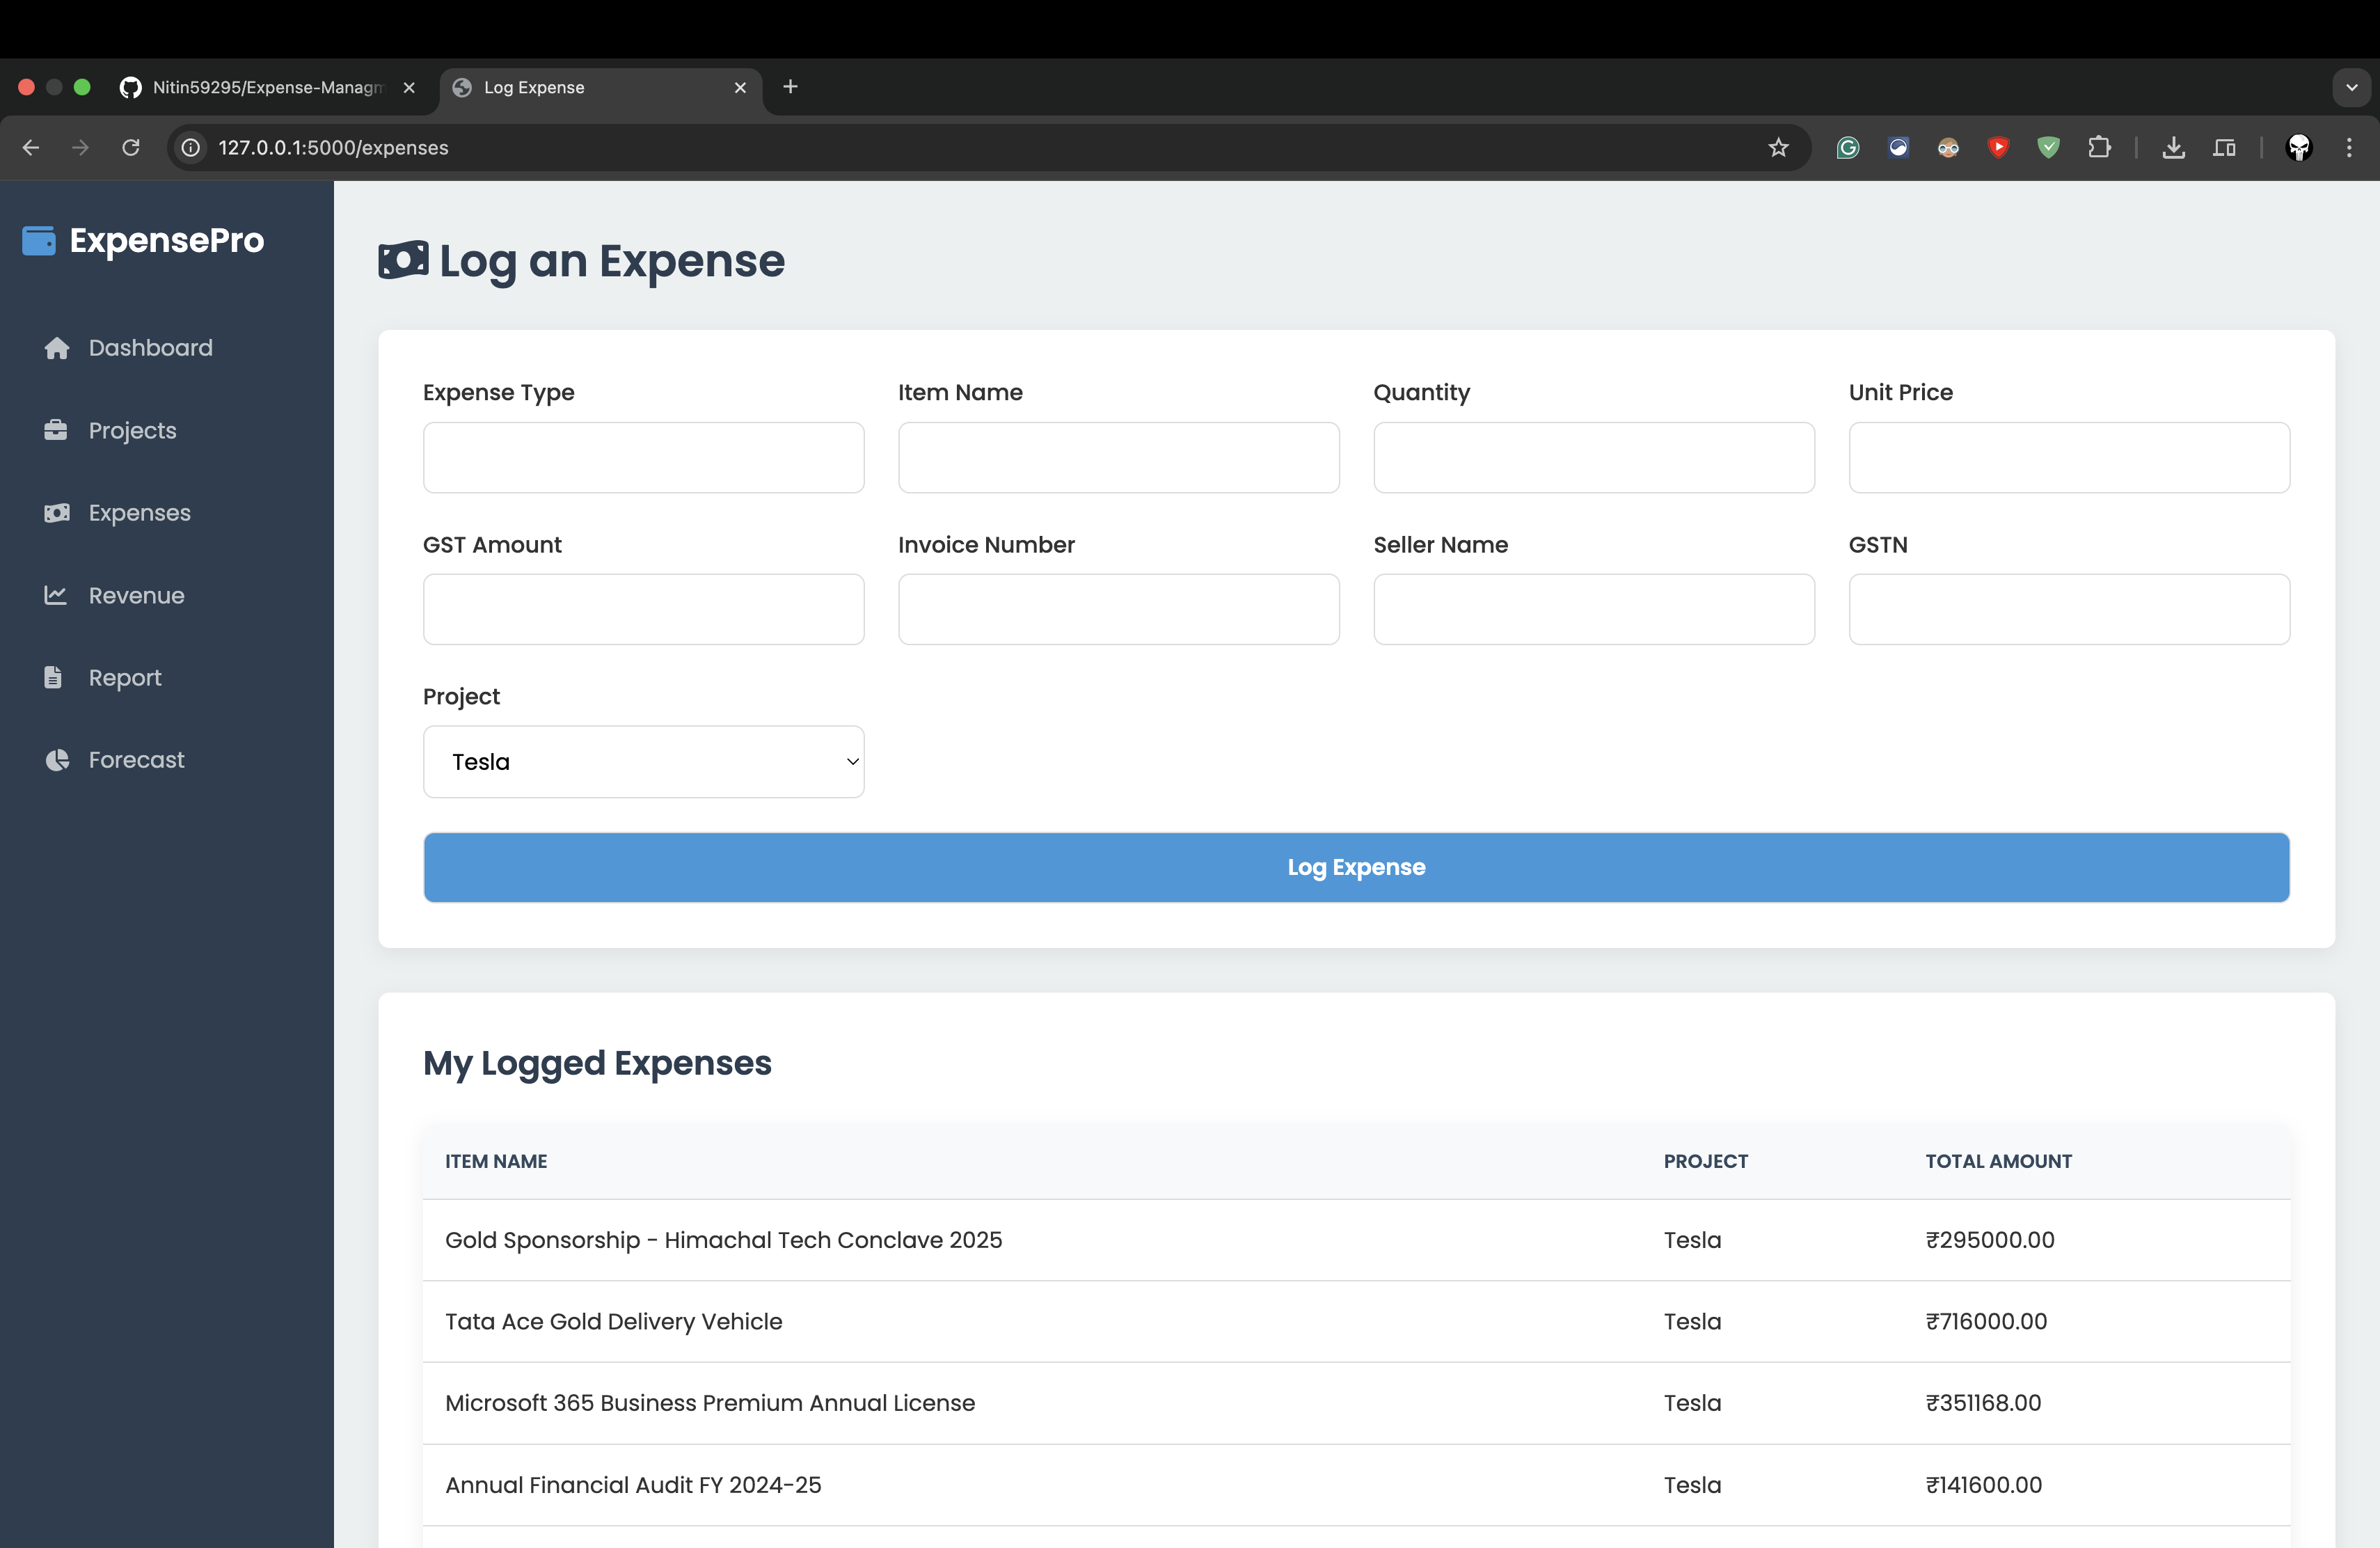 Nitin59295/Expense-Managm
Log Expense
127.0.0.1:5000/expenses
ExpensePro
Dashboard
Projects
Expenses
Revenue
Report
Forecast
Log an Expense
Expense Type
Item Name
Quantity
Unit Price
GST Amount
Invoice Number
Seller Name
GSTN
Project
Tesla
Log Expense
My Logged Expenses
ITEM NAME PROJECT TOTAL AMOUNT
Gold Sponsorship - Himachal Tech Conclave 2025 Tesla ₹295000.00
Tata Ace Gold Delivery Vehicle Tesla ₹716000.00
Microsoft 365 Business Premium Annual License Tesla ₹351168.00
Annual Financial Audit FY 2024-25 Tesla ₹141600.00